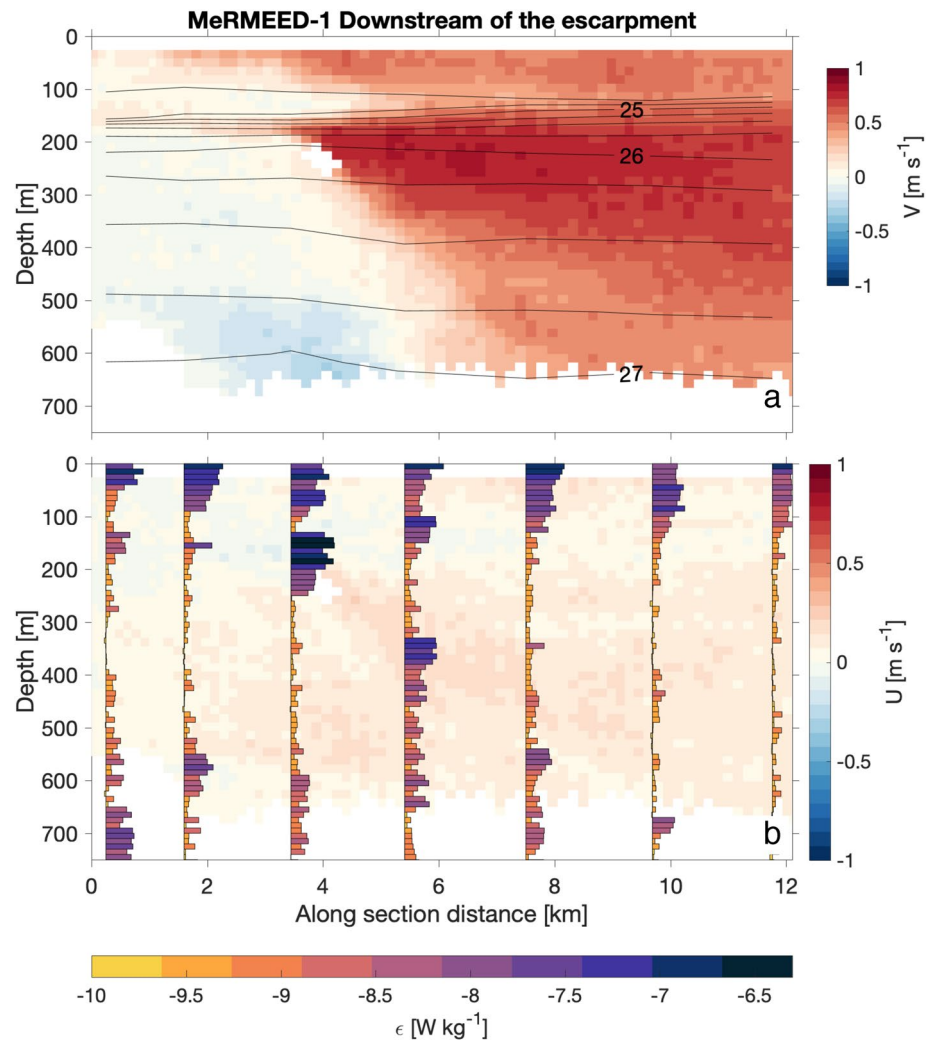 MeRMEED-1 Downstream of the escarpment
0
100
200
300
400
500
600
700
Depth [m]
25
26
27
a
1
0.5
0
-0.5
-1
V [m s⁻¹]
0
100
200
300
400
500
600
700
Depth [m]
b
1
0.5
0
-0.5
-1
U [m s⁻¹]
0 2 4 6 8 10 12
Along section distance [km]
-10 -9.5 -9 -8.5 -8 -7.5 -7 -6.5
ϵ [W kg⁻¹]